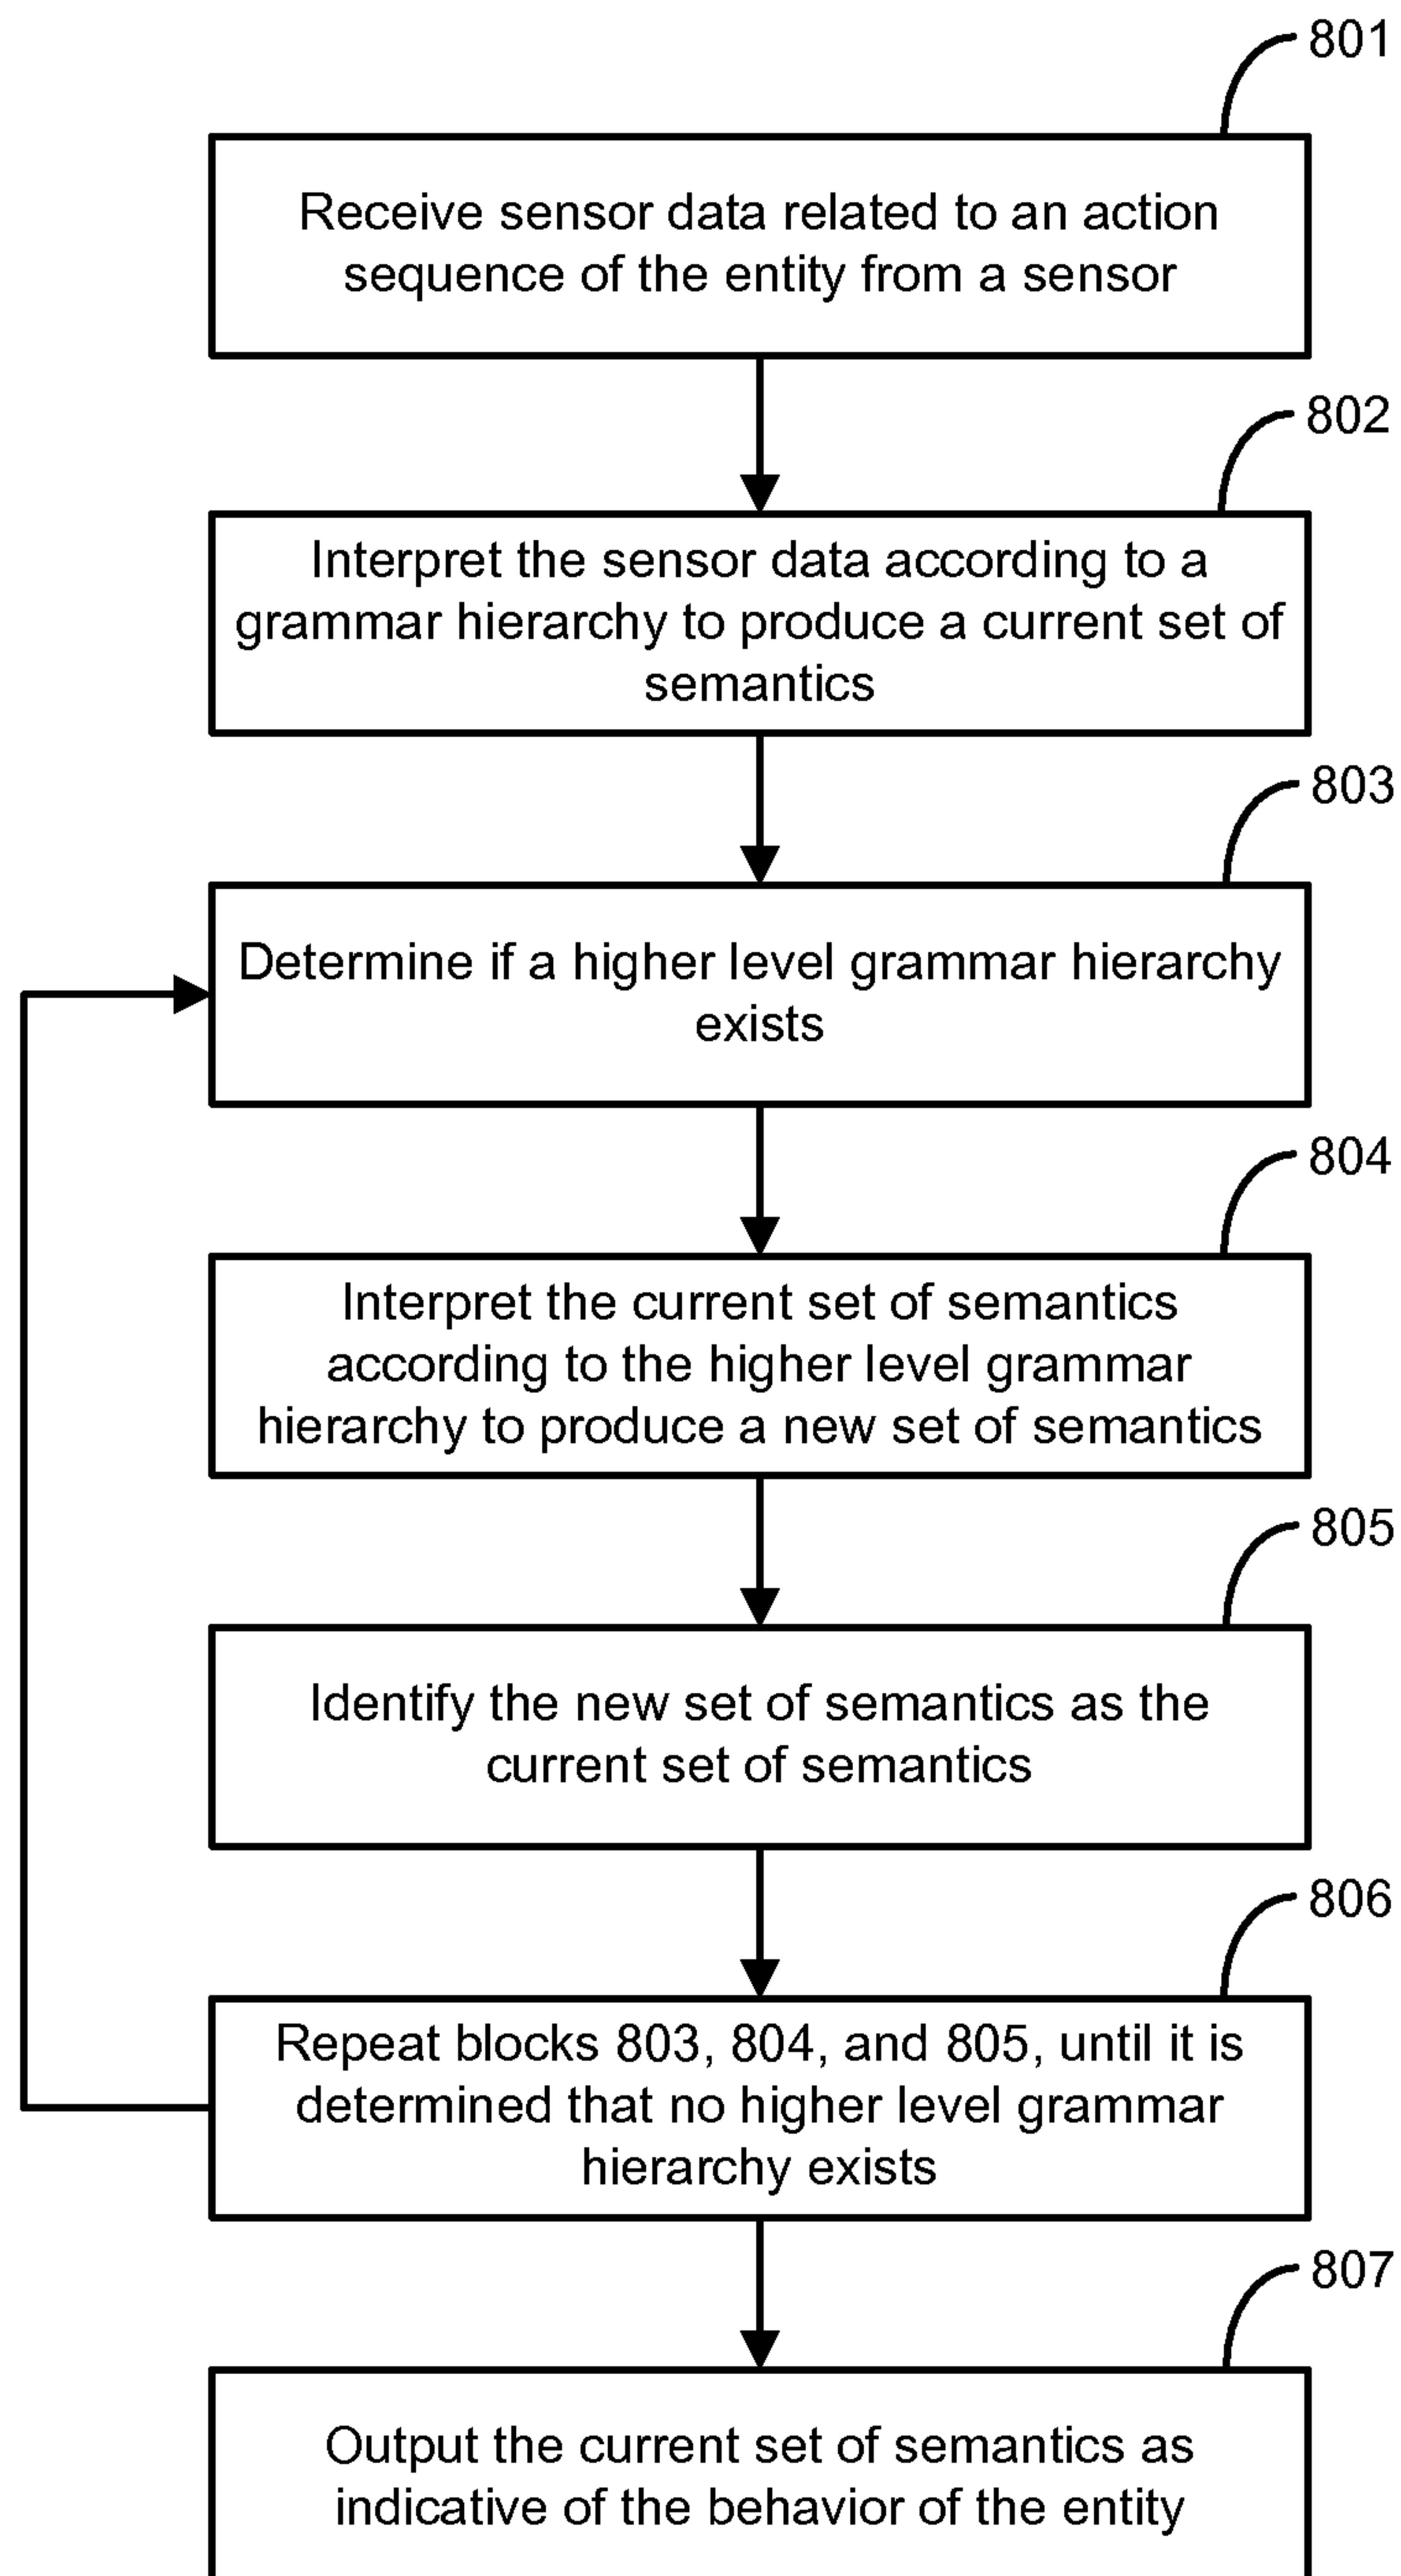 801
Receive sensor data related to an action
sequence of the entity from a sensor
802
Interpret the sensor data according to a
grammar hierarchy to produce a current set of
semantics
803
Determine if a higher level grammar hierarchy
exists
804
Interpret the current set of semantics
according to the higher level grammar
hierarchy to produce a new set of semantics
805
Identify the new set of semantics as the
current set of semantics
806
Repeat blocks 803, 804, and 805, until it is
determined that no higher level grammar
hierarchy exists
807
Output the current set of semantics as
indicative of the behavior of the entity